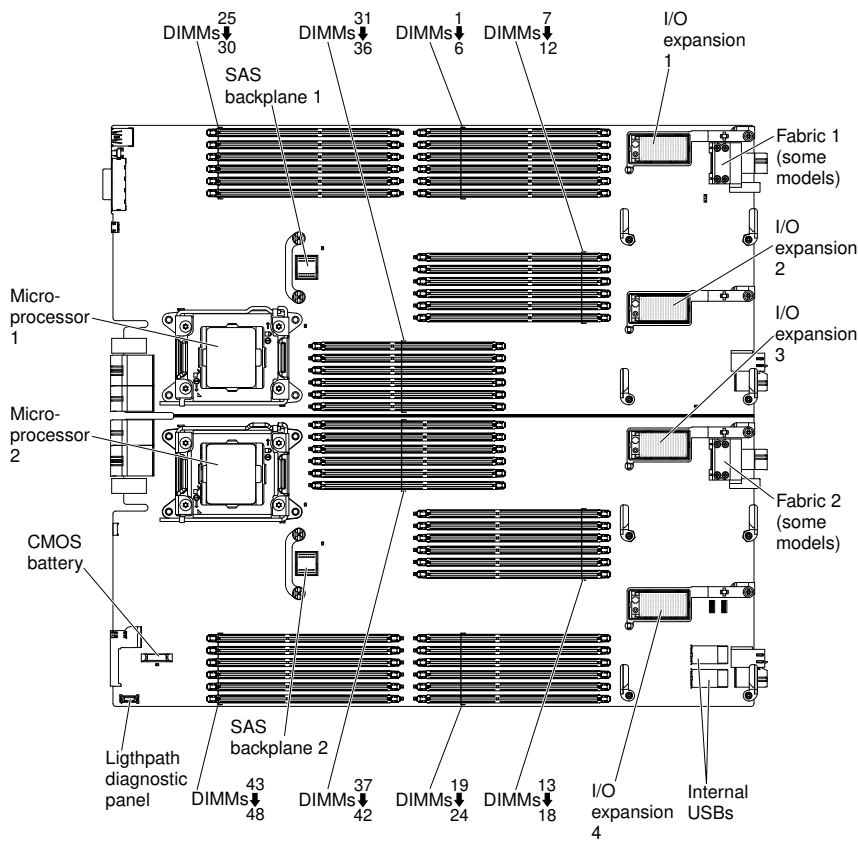 25
DIMMs
30
31
DIMMs
36
1
DIMMs
6
7
DIMMs
12
I/O
expansion
1
SAS
backplane 1
Fabric 1
(some
models)
I/O
expansion
2
Micro-
processor
1
I/O
expansion
3
Micro-
processor
2
Fabric 2
(some
models)
CMOS
battery
Ligthpath
diagnostic
panel
SAS
backplane 2
43
DIMMs
48
37
DIMMs
42
19
DIMMs
24
13
DIMMs
18
I/O
expansion
4
Internal
USBs